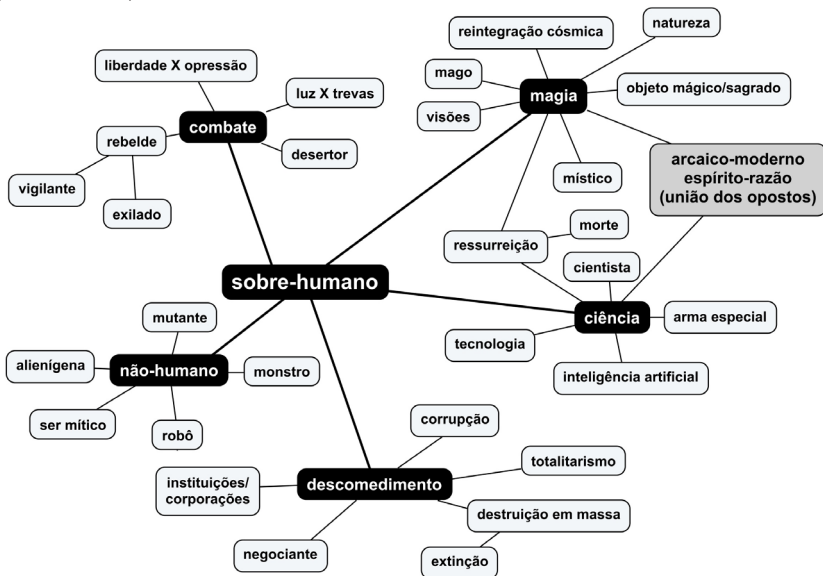 reintegração cósmica
natureza
liberdade X opressão
mago
magia
objeto mágico/sagrado
luz X trevas
visões
combate
rebelde
desertor
arcaico-moderno
espírito-razão
(união dos opostos)
místico
vigilante
exilado
morte
ressurreição
cientista
sobre-humano
mutante
ciência
arma especial
tecnologia
alienígena
não-humano
monstro
inteligência artificial
ser mítico
robô
corrupção
totalitarismo
instituições/
corporações
descomedimento
destruição em massa
negociante
extinção